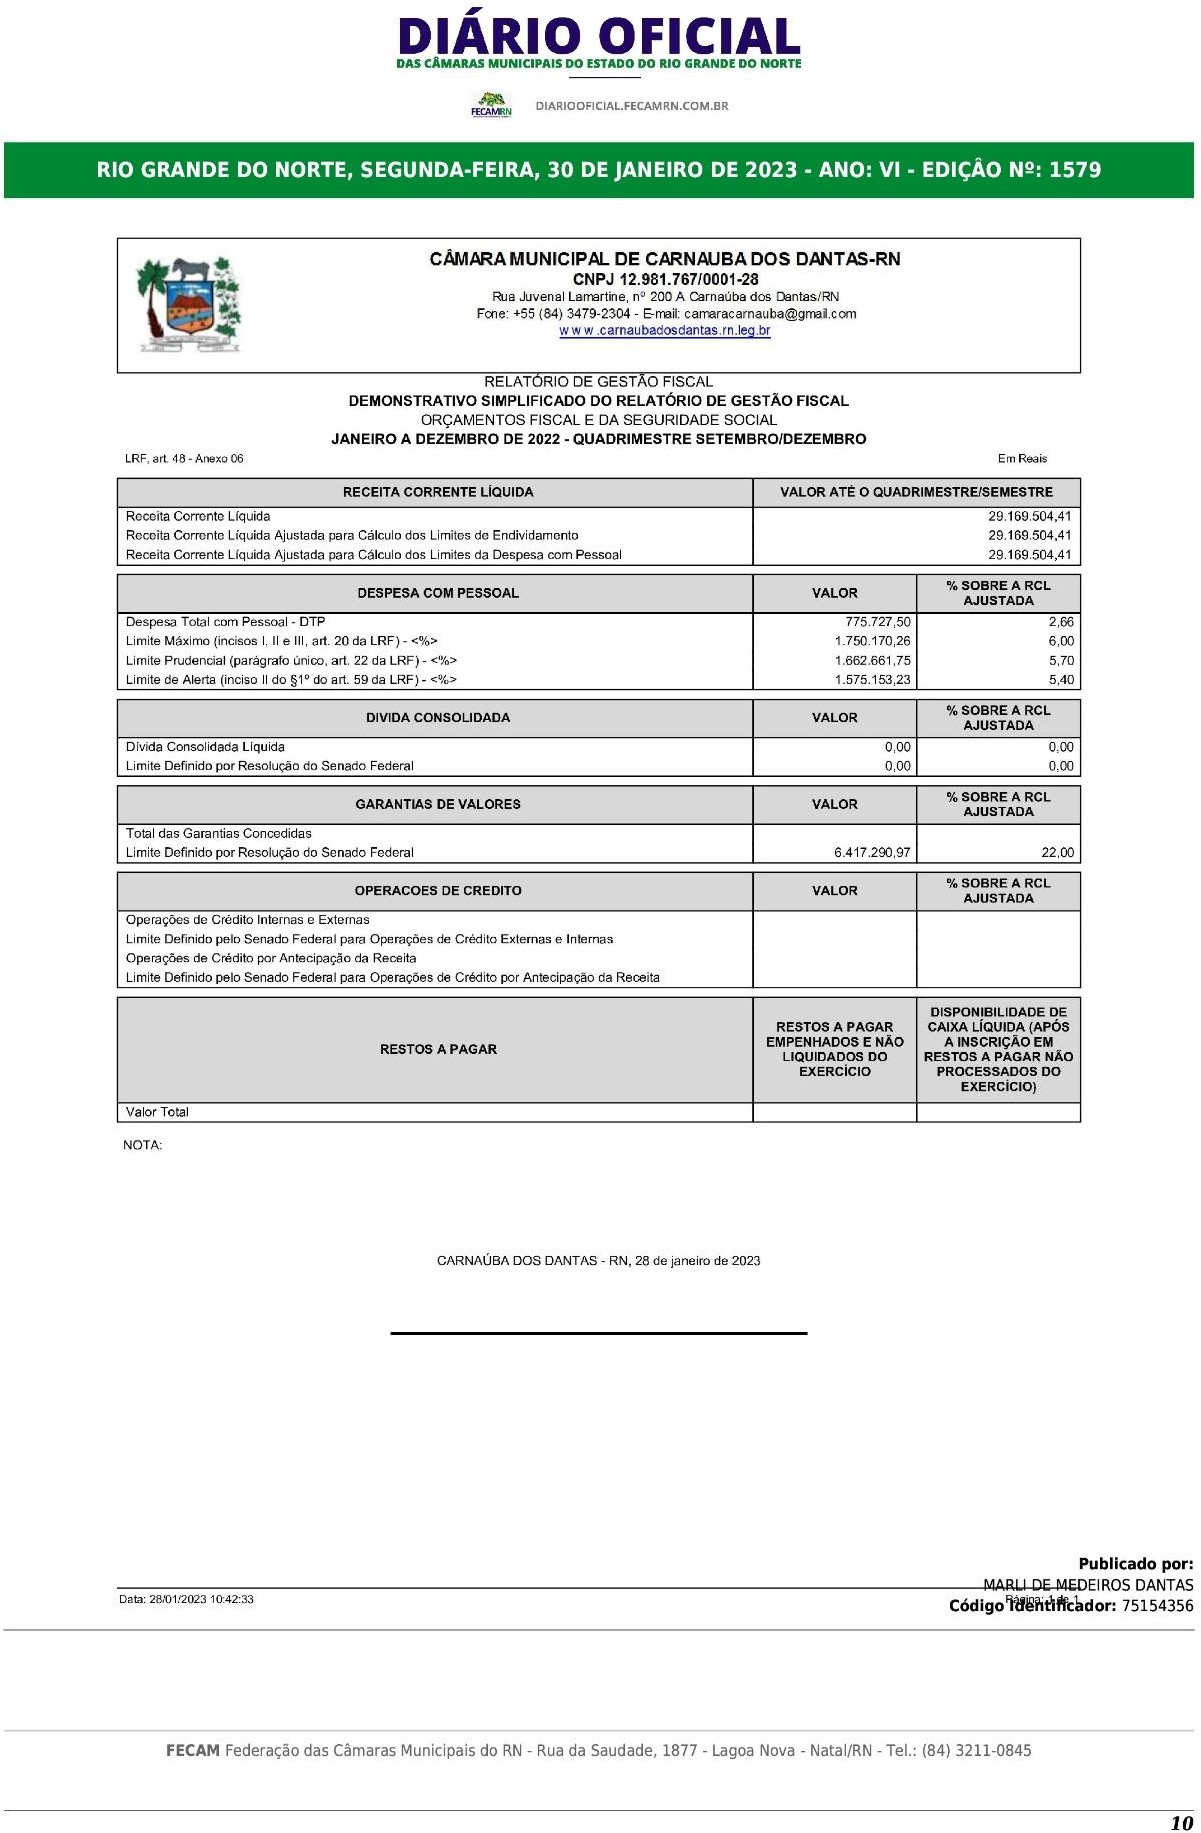 DIÁRIO OFICIAL
DAS CÂMARAS MUNICIPAIS DO ESTADO DO RIO GRANDE DO NORTE
FECAMRN
DIARIOOFICIAL.FECAMRN.COM.BR
RIO GRANDE DO NORTE, SEGUNDA-FEIRA, 30 DE JANEIRO DE 2023 - ANO: VI - EDIÇÃO Nº: 1579
CÂMARA MUNICIPAL DE CARNAUBA DOS DANTAS-RN
CNPJ 12.981.767/0001-28
Rua Juvenal Lamartine, nº 200 A Carnaúba dos Dantas/RN
Fone: +55 (84) 3479-2304 - E-mail: camaracarnauba@gmail.com
www.carnaubadosdantas.rn.leg.br
RELATÓRIO DE GESTÃO FISCAL
DEMONSTRATIVO SIMPLIFICADO DO RELATÓRIO DE GESTÃO FISCAL
ORÇAMENTOS FISCAL E DA SEGURIDADE SOCIAL
JANEIRO A DEZEMBRO DE 2022 - QUADRIMESTRE SETEMBRO/DEZEMBRO
LRF, art. 48 - Anexo 06 Em Reais
RECEITA CORRENTE LÍQUIDA VALOR ATÉ O QUADRIMESTRE/SEMESTRE
Receita Corrente Líquida 29.169.504,41
Receita Corrente Líquida Ajustada para Cálculo dos Limites de Endividamento 29.169.504,41
Receita Corrente Líquida Ajustada para Cálculo dos Limites da Despesa com Pessoal 29.169.504,41
DESPESA COM PESSOAL VALOR % SOBRE A RCL
AJUSTADA
Despesa Total com Pessoal - DTP 775.727,50 2,66
Limite Máximo (incisos I, II e III, art. 20 da LRF) - <%> 1.750.170,26 6,00
Limite Prudencial (parágrafo único, art. 22 da LRF) - <%> 1.662.661,75 5,70
Limite de Alerta (inciso II do §1º do art. 59 da LRF) - <%> 1.575.153,23 5,40
DIVIDA CONSOLIDADA VALOR % SOBRE A RCL
AJUSTADA
Dívida Consolidada Líquida 0,00 0,00
Limite Definido por Resolução do Senado Federal 0,00 0,00
GARANTIAS DE VALORES VALOR % SOBRE A RCL
AJUSTADA
Total das Garantias Concedidas
Limite Definido por Resolução do Senado Federal 6.417.290,97 22,00
OPERACOES DE CREDITO VALOR % SOBRE A RCL
AJUSTADA
Operações de Crédito Internas e Externas
Limite Definido pelo Senado Federal para Operações de Crédito Externas e Internas
Operações de Crédito por Antecipação da Receita
Limite Definido pelo Senado Federal para Operações de Crédito por Antecipação da Receita
RESTOS A PAGAR
RESTOS A PAGAR
EMPENHADOS E NÃO
LIQUIDADOS DO
EXERCÍCIO
DISPONIBILIDADE DE
CAIXA LÍQUIDA (APÓS
A INSCRIÇÃO EM
RESTOS A PAGAR NÃO
PROCESSADOS DO
EXERCÍCIO)
Valor Total
NOTA:
CARNAÚBA DOS DANTAS - RN, 28 de janeiro de 2023
Publicado por:
MARLI DE MEDEIROS DANTAS
Data: 28/01/2023 10:42:33 Página: 1 de 1
Código Identificador: 75154356
FECAM Federação das Câmaras Municipais do RN - Rua da Saudade, 1877 - Lagoa Nova - Natal/RN - Tel.: (84) 3211-0845
10